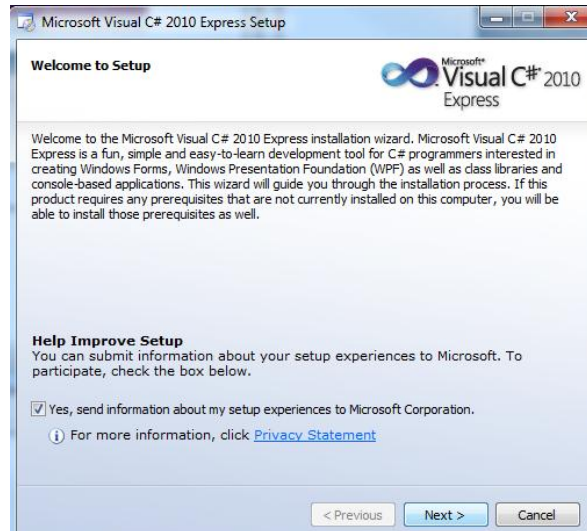 Microsoft Visual C# 2010 Express Setup
Welcome to Setup
Microsoft®
Visual C#® 2010
Express
Welcome to the Microsoft Visual C# 2010 Express installation wizard. Microsoft Visual C# 2010
Express is a fun, simple and easy-to-learn development tool for C# programmers interested in
creating Windows Forms, Windows Presentation Foundation (WPF) as well as class libraries and
console-based applications. This wizard will guide you through the installation process. If this
product requires any prerequisites that are not currently installed on this computer, you will be
able to install those prerequisites as well.
Help Improve Setup
You can submit information about your setup experiences to Microsoft. To
participate, check the box below.
Yes, send information about my setup experiences to Microsoft Corporation.
For more information, click Privacy Statement
< Previous Next > Cancel